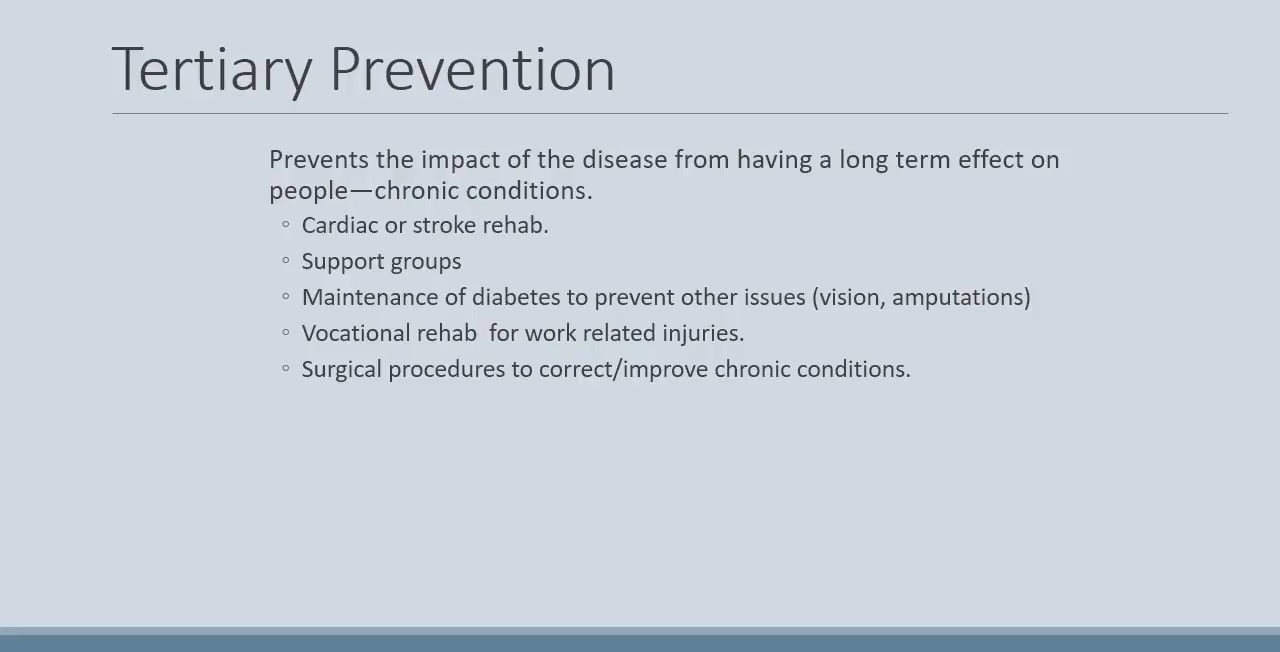 Tertiary Prevention
Prevents the impact of the disease from having a long term effect on
people—chronic conditions.
◦ Cardiac or stroke rehab.
◦ Support groups
◦ Maintenance of diabetes to prevent other issues (vision, amputations)
◦ Vocational rehab  for work related injuries.
◦ Surgical procedures to correct/improve chronic conditions.